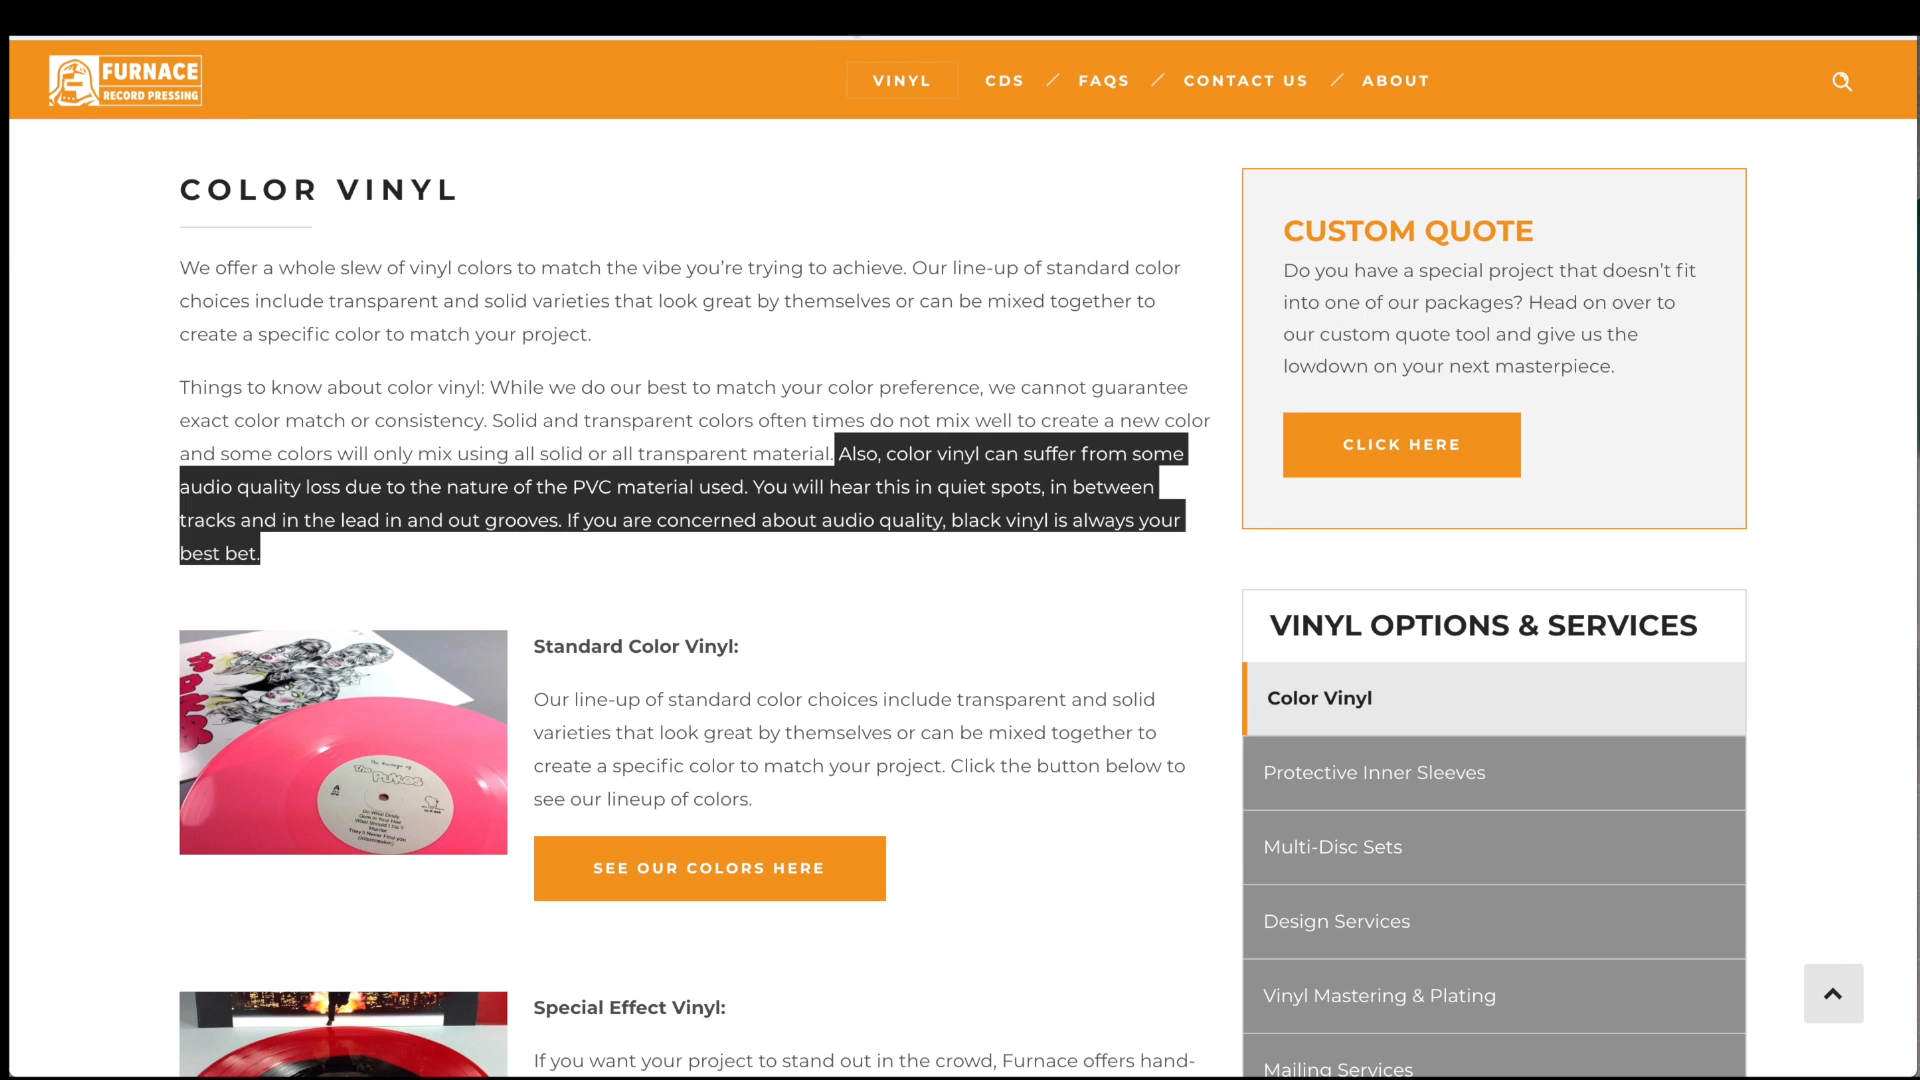 FURNACE
RECORD PRESSING
VINYL
CDS
FAQS
CONTACT US
ABOUT
COLOR VINYL
We offer a whole slew of vinyl colors to match the vibe you’re trying to achieve. Our line-up of standard color
choices include transparent and solid varieties that look great by themselves or can be mixed together to
create a specific color to match your project.
Things to know about color vinyl: While we do our best to match your color preference, we cannot guarantee
exact color match or consistency. Solid and transparent colors often times do not mix well to create a new color
and some colors will only mix using all solid or all transparent material. Also, color vinyl can suffer from some
audio quality loss due to the nature of the PVC material used. You will hear this in quiet spots, in between
tracks and in the lead in and out grooves. If you are concerned about audio quality, black vinyl is always your
best bet.
Standard Color Vinyl:
Our line-up of standard color choices include transparent and solid
varieties that look great by themselves or can be mixed together to
create a specific color to match your project. Click the button below to
see our lineup of colors.
SEE OUR COLORS HERE
Special Effect Vinyl:
If you want your project to stand out in the crowd, Furnace offers hand-
CUSTOM QUOTE
Do you have a special project that doesn’t fit
into one of our packages? Head on over to
our custom quote tool and give us the
lowdown on your next masterpiece.
CLICK HERE
VINYL OPTIONS & SERVICES
Color Vinyl
Protective Inner Sleeves
Multi-Disc Sets
Design Services
Vinyl Mastering & Plating
Mailing Services